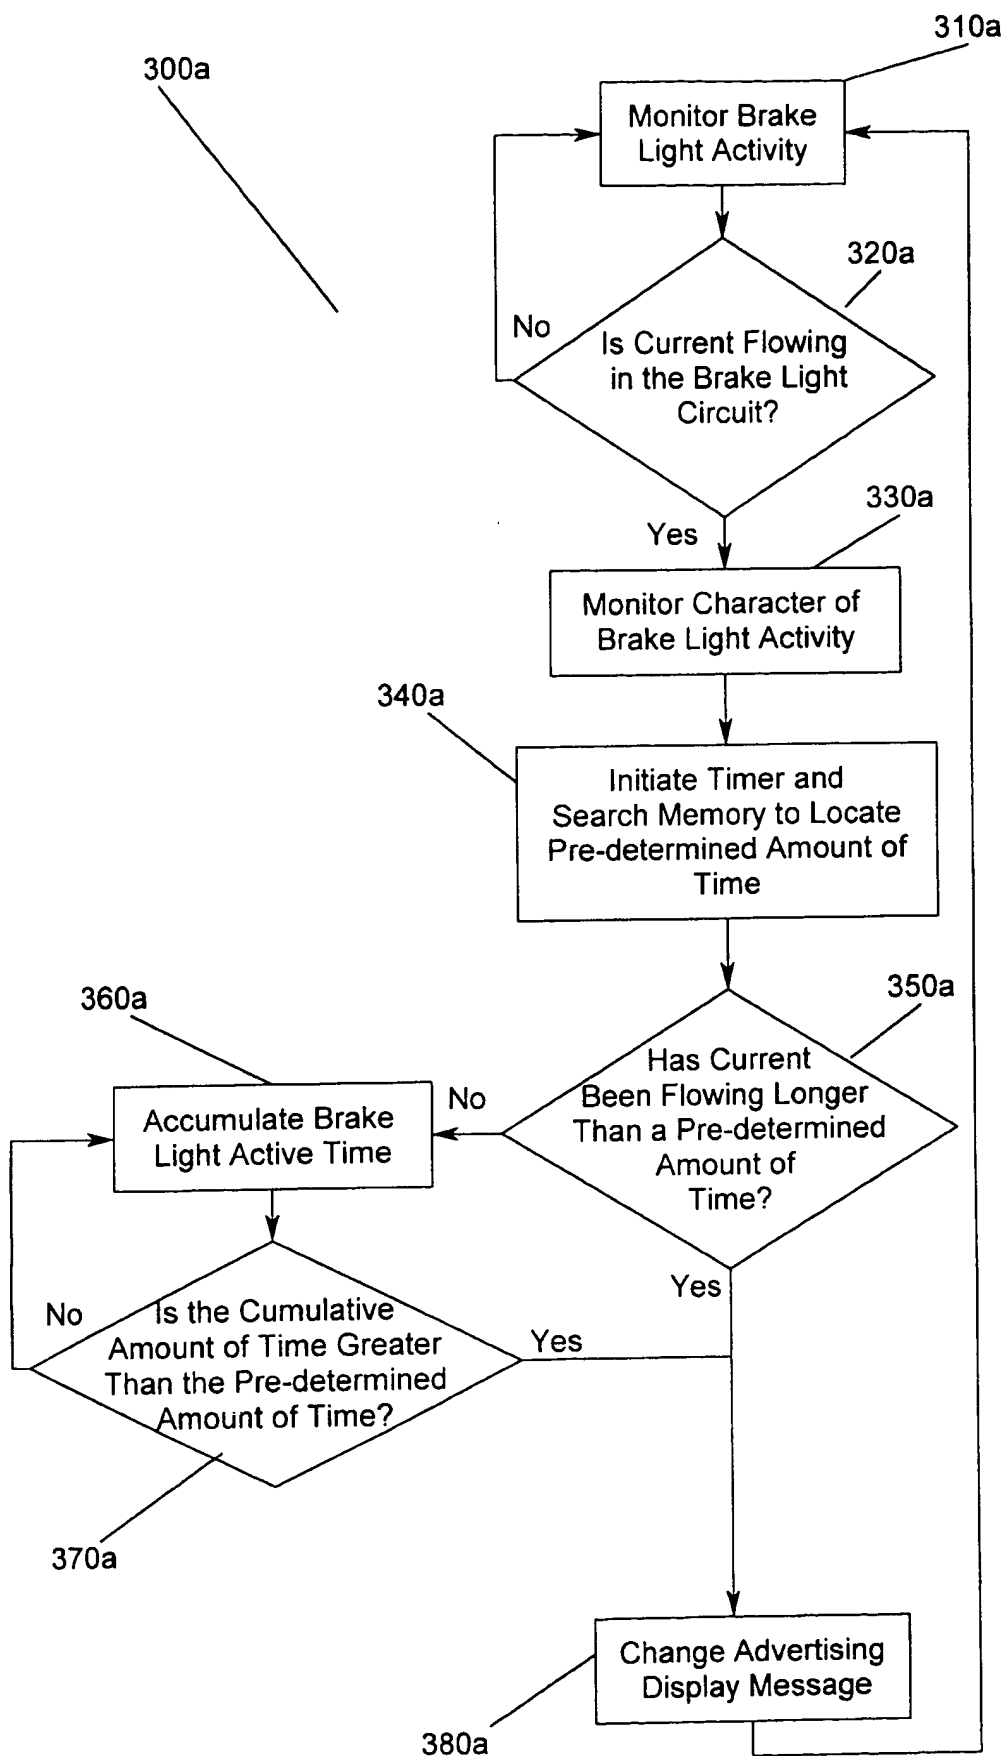 310a
300a
Monitor Brake
Light Activity
320a
No
Is Current Flowing
in the Brake Light
Circuit?
330a
Yes
Monitor Character of
Brake Light Activity
340a
Initiate Timer and
Search Memory to Locate
Pre-determined Amount of
Time
360a
350a
Has Current
Been Flowing Longer
Than a Pre-determined
Amount of
Time?
No
Accumulate Brake
Light Active Time
Yes
No
Is the Cumulative
Amount of Time Greater
Than the Pre-determined
Amount of Time?
Yes
370a
Change Advertising
Display Message
380a